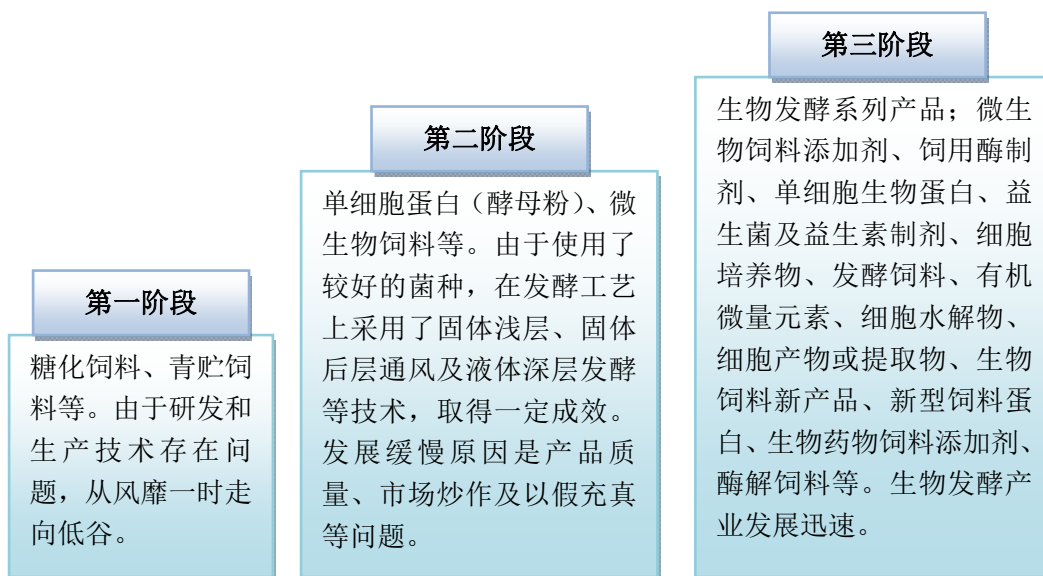 第一阶段
糖化饲料、青贮饲
料等。由于研发和
生产技术存在问
题，从风靡一时走
向低谷。
第二阶段
单细胞蛋白（酵母粉）、微
生物饲料等。由于使用了
较好的菌种，在发酵工艺
上采用了固体浅层、固体
后层通风及液体深层发酵
等技术，取得一定成效。
发展缓慢原因是产品质
量、市场炒作及以假充真
等问题。
第三阶段
生物发酵系列产品；微生
物饲料添加剂、饲用酶制
剂、单细胞生物蛋白、益
生菌及益生素制剂、细胞
培养物、发酵饲料、有机
微量元素、细胞水解物、
细胞产物或提取物、生物
饲料新产品、新型饲料蛋
白、生物药物饲料添加剂、
酶解饲料等。生物发酵产
业发展迅速。